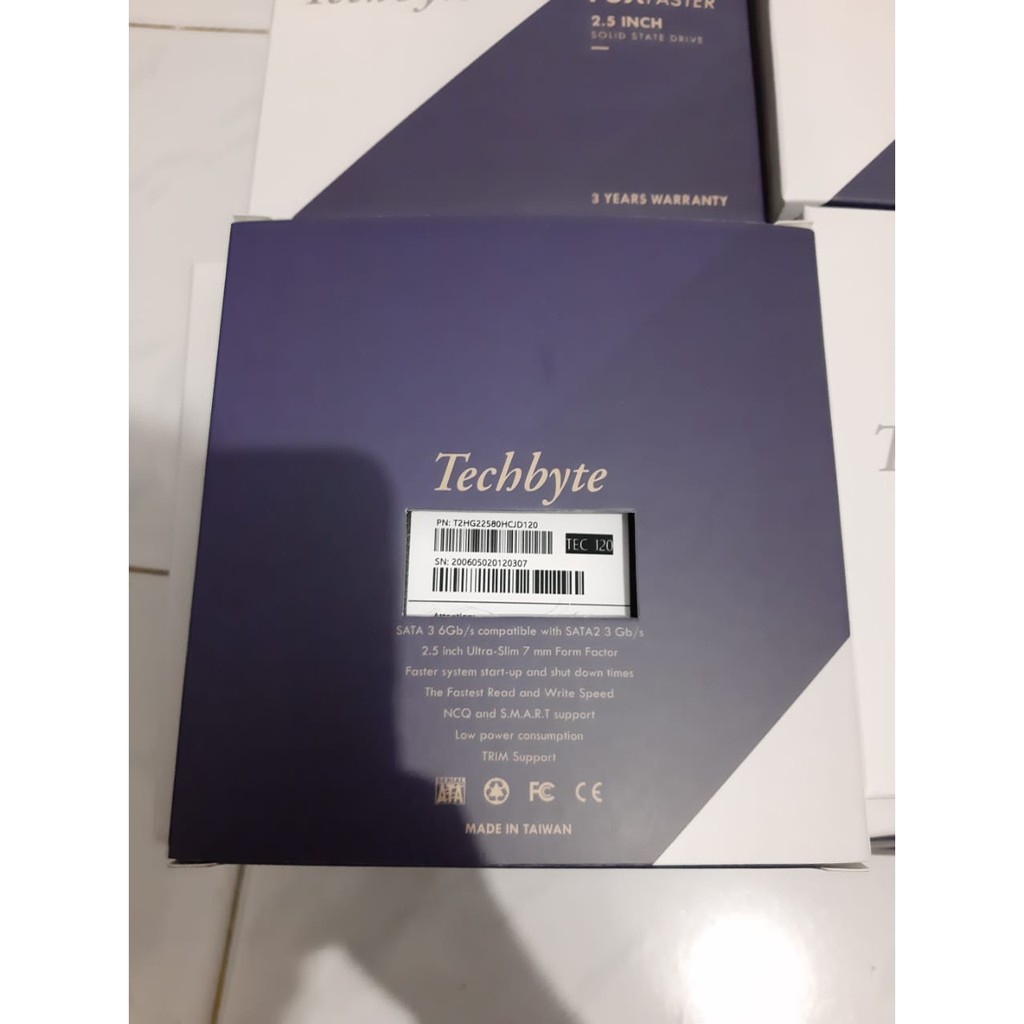 Techbyte
FASTER
2.5 INCH
SOLID STATE DRIVE
3 YEARS WARRANTY
Techbyte
PN: T2HG22580HCJD120
TEC 120
SN: 200605020120307
SATA 3 6Gb/s compatible with SATA2 3 Gb/s
2.5 inch Ultra-Slim 7 mm Form Factor
Faster system start-up and shut down times
The Fastest Read and Write Speed
NCQ and S.M.A.R.T support
Low power consumption
TRIM Support
SERIAL
ATA
FC CE
MADE IN TAIWAN
T